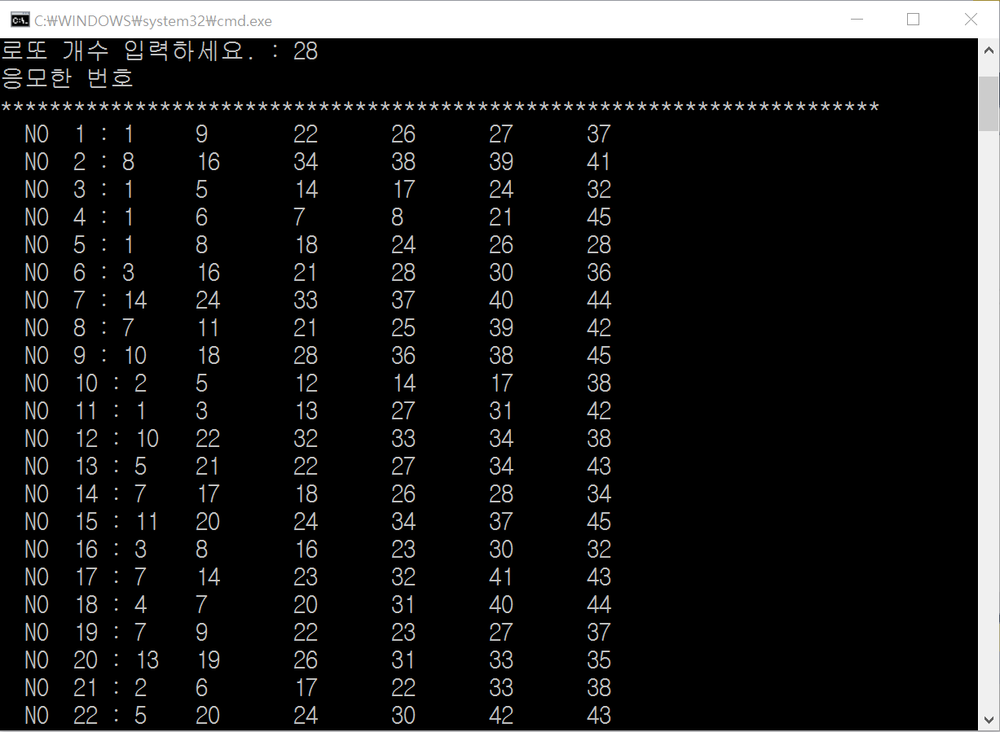 C:₩WINDOWS₩system32₩cmd.exe
로또 개수 입력하세요. : 28
응모한 번호
************************************************************************
NO 1 : 1 9 22 26 27 37
NO 2 : 8 16 34 38 39 41
NO 3 : 1 5 14 17 24 32
NO 4 : 1 6 7 8 21 45
NO 5 : 1 8 18 24 26 28
NO 6 : 3 16 21 28 30 36
NO 7 : 14 24 33 37 40 44
NO 8 : 7 11 21 25 39 42
NO 9 : 10 18 28 36 38 45
NO 10 : 2 5 12 14 17 38
NO 11 : 1 3 13 27 31 42
NO 12 : 10 22 32 33 34 38
NO 13 : 5 21 22 27 34 43
NO 14 : 7 17 18 26 28 34
NO 15 : 11 20 24 34 37 45
NO 16 : 3 8 16 23 30 32
NO 17 : 7 14 23 32 41 43
NO 18 : 4 7 20 31 40 44
NO 19 : 7 9 22 23 27 37
NO 20 : 13 19 26 31 33 35
NO 21 : 2 6 17 22 33 38
NO 22 : 5 20 24 30 42 43